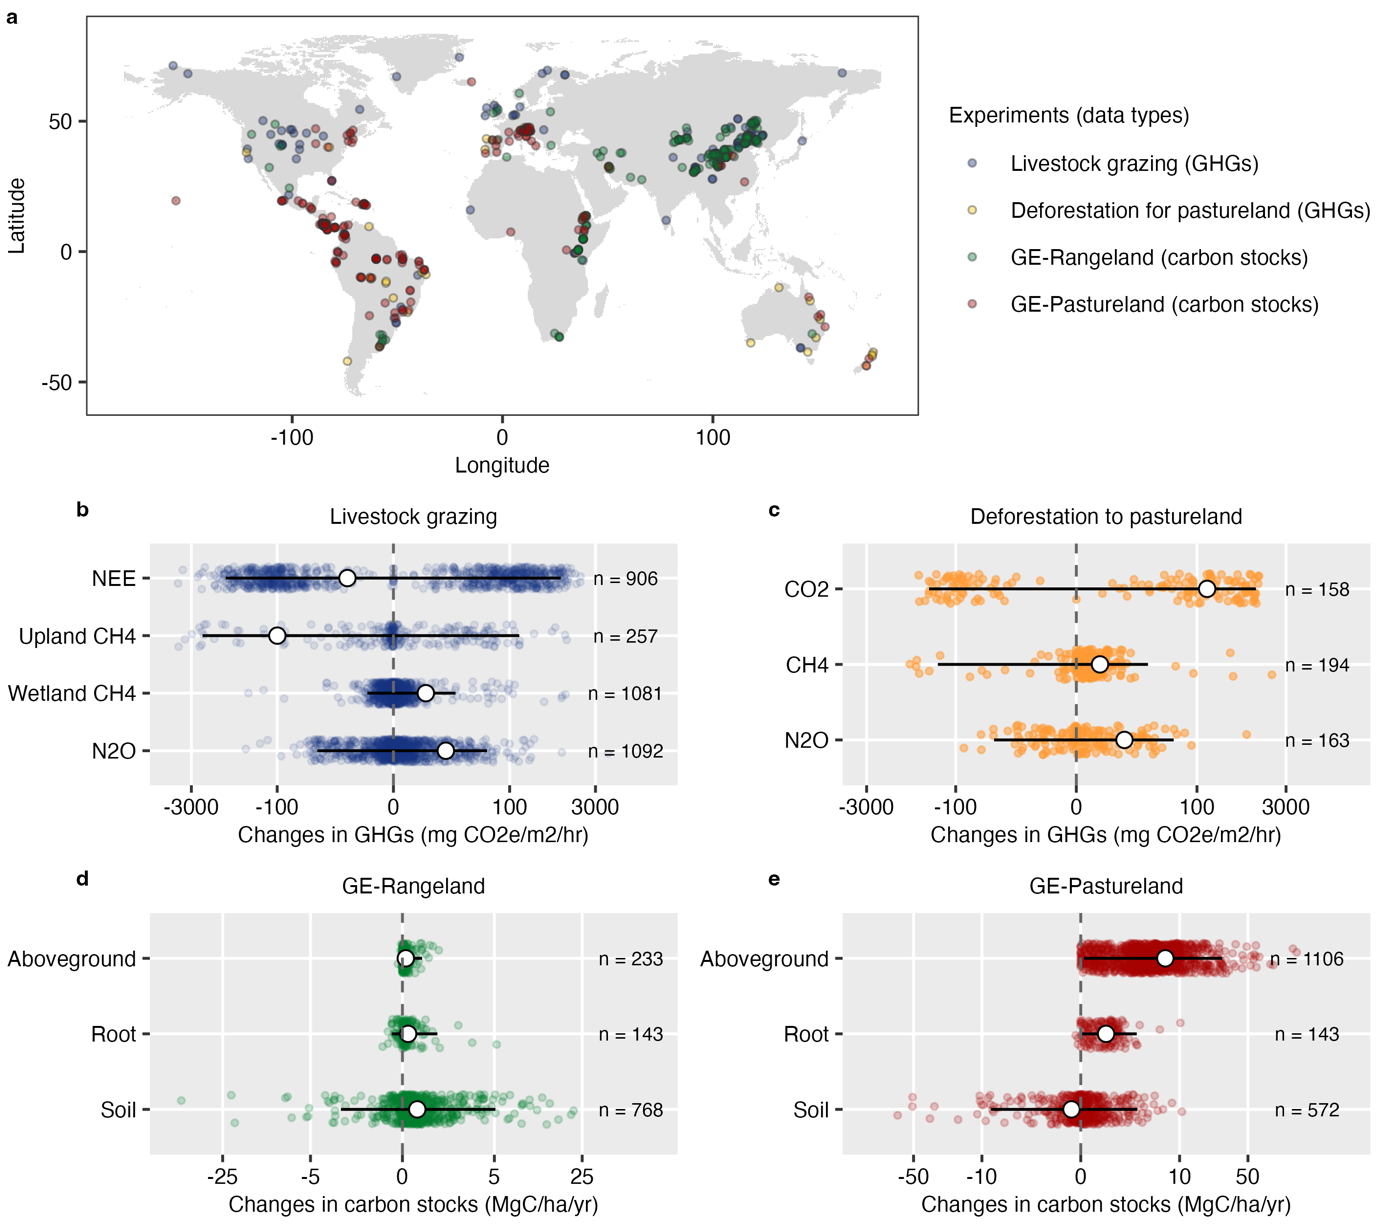 a
50
0
-50
Latitude
-100
0
100
Longitude
Experiments (data types)
Livestock grazing (GHGs)
Deforestation for pastureland (GHGs)
GE-Rangeland (carbon stocks)
GE-Pastureland (carbon stocks)
b
Livestock grazing
NEE
n = 906
Upland CH4
n = 257
Wetland CH4
n = 1081
N2O
n = 1092
-3000
-100
0
100
3000
Changes in GHGs (mg CO2e/m2/hr)
c
Deforestation to pastureland
CO2
n = 158
CH4
n = 194
N2O
n = 163
-3000
-100
0
100
3000
Changes in GHGs (mg CO2e/m2/hr)
d
GE-Rangeland
Aboveground
n = 233
Root
n = 143
Soil
n = 768
-25
-5
0
5
25
Changes in carbon stocks (MgC/ha/yr)
e
GE-Pastureland
Aboveground
n = 1106
Root
n = 143
Soil
n = 572
-50
-10
0
10
50
Changes in carbon stocks (MgC/ha/yr)